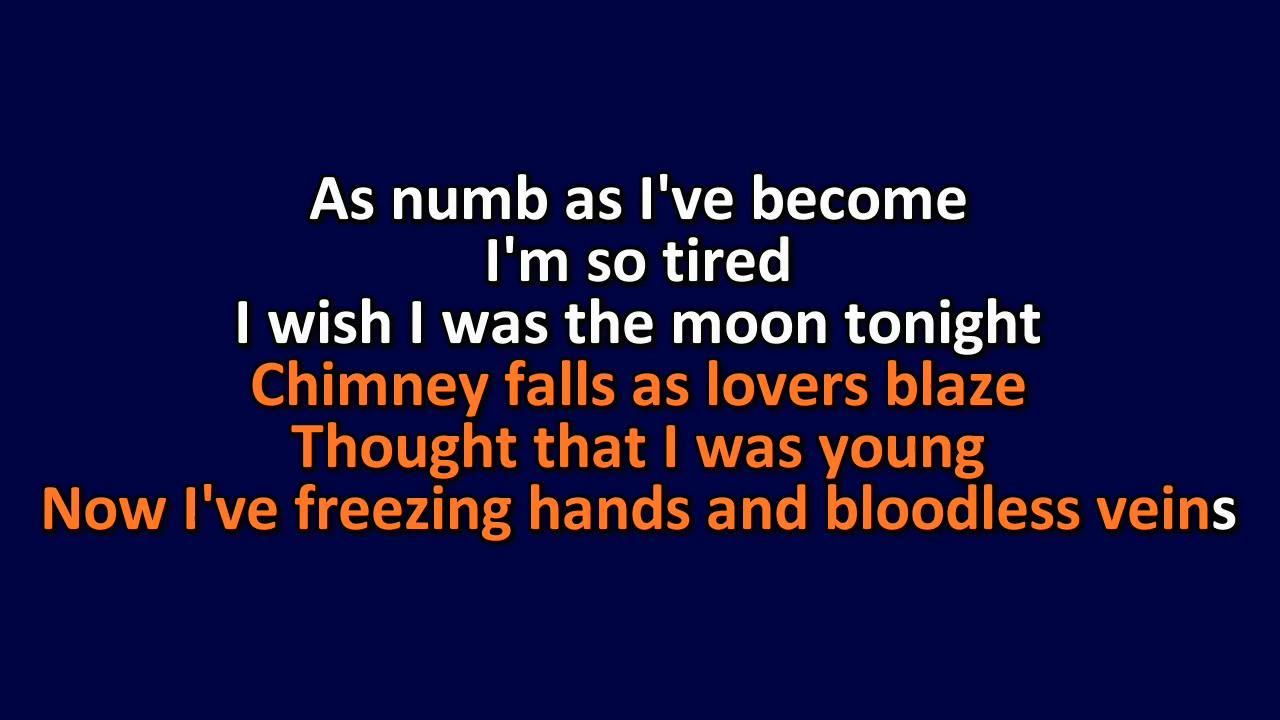 As numb as I've become
I'm so tired
I wish I was the moon tonight
Chimney falls as lovers blaze
Thought that I was young
Now I've freezing hands and bloodless veins